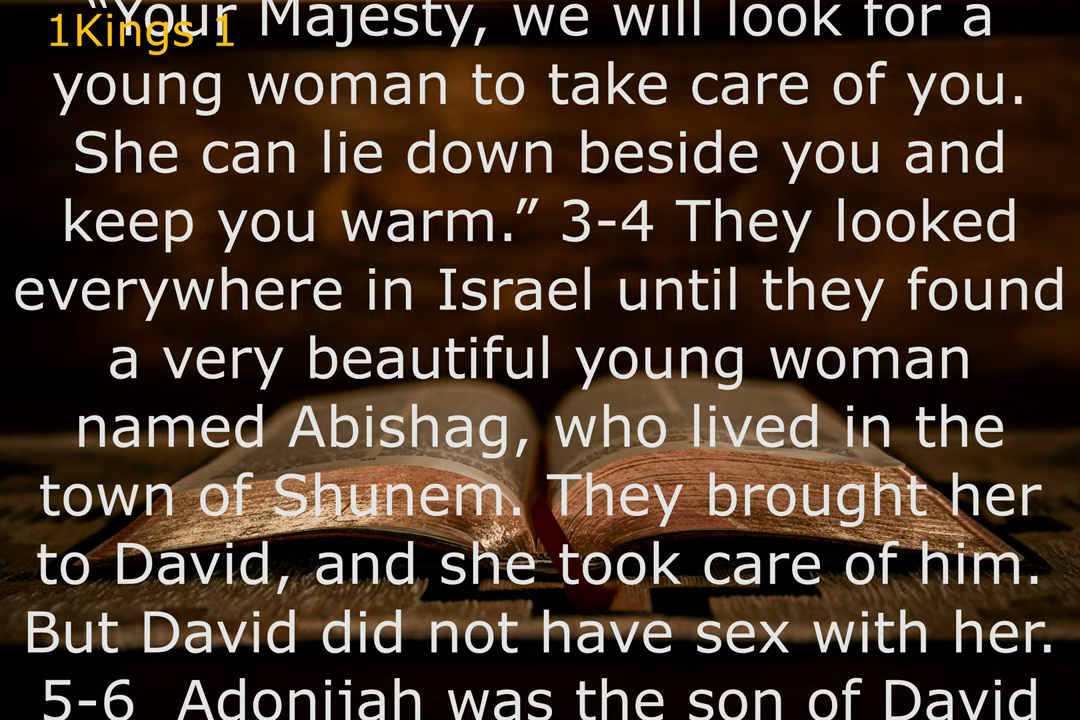 1Kings 1
“Your Majesty, we will look for a
young woman to take care of you.
She can lie down beside you and
keep you warm.” 3-4 They looked
everywhere in Israel until they found
a very beautiful young woman
named Abishag, who lived in the
town of Shunem. They brought her
to David, and she took care of him.
But David did not have sex with her.
5-6 Adonijah was the son of David